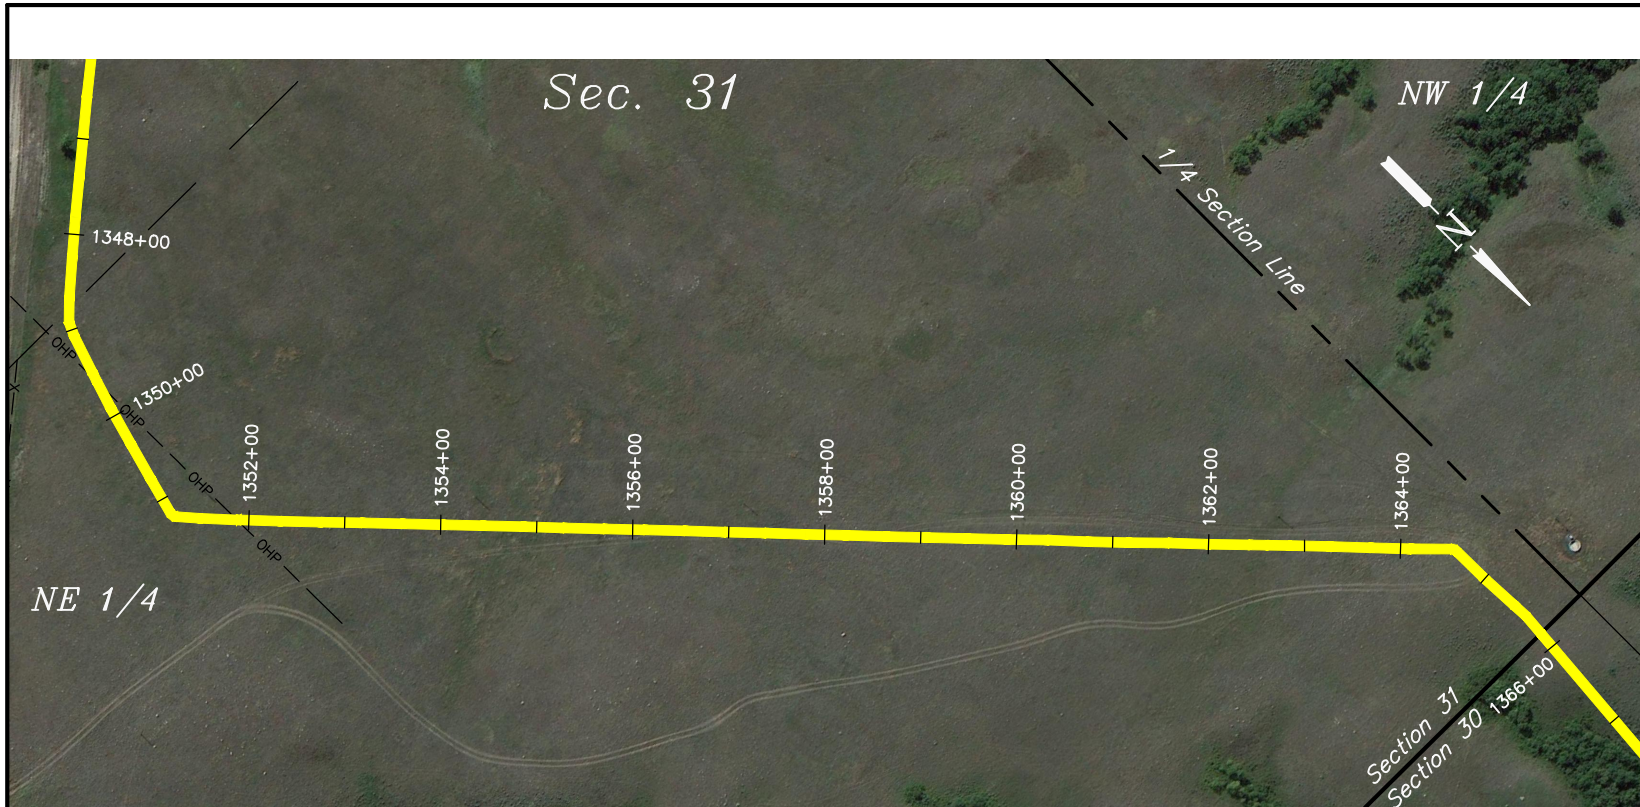 Sec. 31
NW 1/4
1/4 Section Line
N
1348+00
OHP
1350+00
OHP
OHP
1352+00
1354+00
1356+00
1358+00
1360+00
1362+00
1364+00
OHP
NE 1/4
X
1366+00
Section 31
Section 30